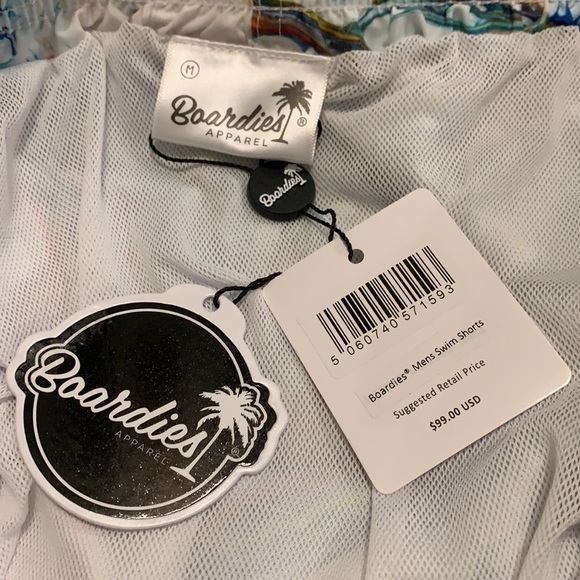 M
Boardies®
APPAREL
Boardies
5 060740 571593
Boardies® Mens Swim Shorts
Suggested Retail Price
$99.00 USD
Boardies®
APPAREL